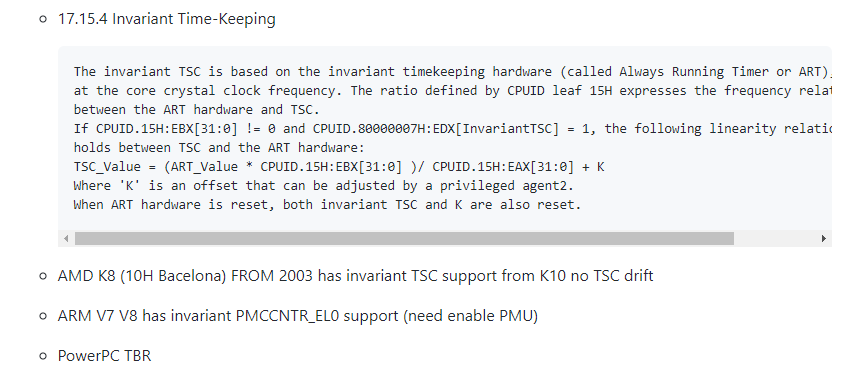 17.15.4 Invariant Time-Keeping
The invariant TSC is based on the invariant timekeeping hardware (called Always Running Timer or ART),
at the core crystal clock frequency. The ratio defined by CPUID leaf 15H expresses the frequency
between the ART hardware and TSC.
If CPUID.15H:EBX[31:0] != 0 and CPUID.80000007H:EDX[InvariantTSC] = 1, the following linearity
holds between TSC and the ART hardware:
TSC_Value = (ART_Value * CPUID.15H:EBX[31:0] )/ CPUID.15H:EAX[31:0] + K
Where 'K' is an offset that can be adjusted by a privileged agent2.
When ART hardware is reset, both invariant TSC and K are also reset.
AMD K8 (10H Bacelona) FROM 2003 has invariant TSC support from K10 no TSC drift
ARM V7 V8 has invariant PMCCNTR_EL0 support (need enable PMU)
PowerPC TBR